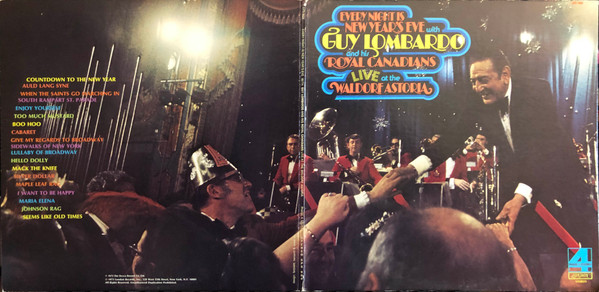 COUNTDOWN TO THE NEW YEAR
AULD LANG SYNE
WHEN THE SAINTS GO MARCHING IN
SOUTH RAMPART ST. PARADE
ENJOY YOURSELF
TOO MUCH MUSTARD
BOO HOO
CABARET
GIVE MY REGARDS TO BROADWAY
SIDEWALKS OF NEW YORK
LULLABY OF BROADWAY
HELLO DOLLY
MACK THE KNIFE
SILVER DOLLAR
MAPLE LEAF RAG
I WANT TO BE HAPPY
MARIA ELENA
JOHNSON RAG
SEEMS LIKE OLD TIMES
EVERY NIGHT IS
NEW YEAR'S EVE with
GUY LOMBARDO
and his
ROYAL CANADIANS
LIVE at the
WALDORF ASTORIA
4